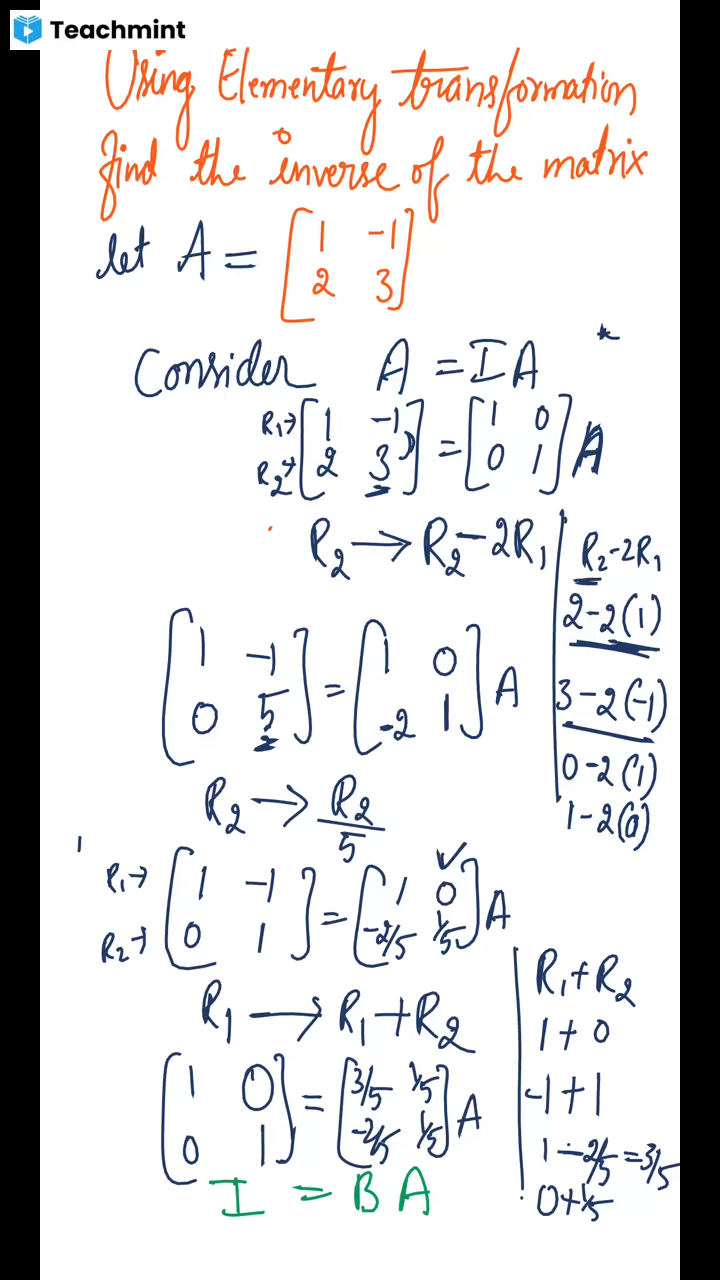 Teachmint
Using Elementary transformation
find the inverse of the matrix
let A = [1 -1
2 3]
Consider A = IA
R₁→ [1 -1 = [1 0
R₂→ 2 3] 0 1] A
R₂ → R₂-2R₁
R₂-2R₁
2-2(1)
3-2(-1)
0-2(1)
1-2(0)
[1 -1 = [1 0
0 5] -2 1] A
R₂ → R₂/5
R₁→ [1 -1 = [1 0
R₂→ 0 1] -2/5 1/5] A
R₁ → R₁+R₂
R₁+R₂
1+0
-1+1
1-2/5=3/5
0+1/5
[1 0 = [3/5 1/5
0 1] -2/5 1/5] A
I = BA